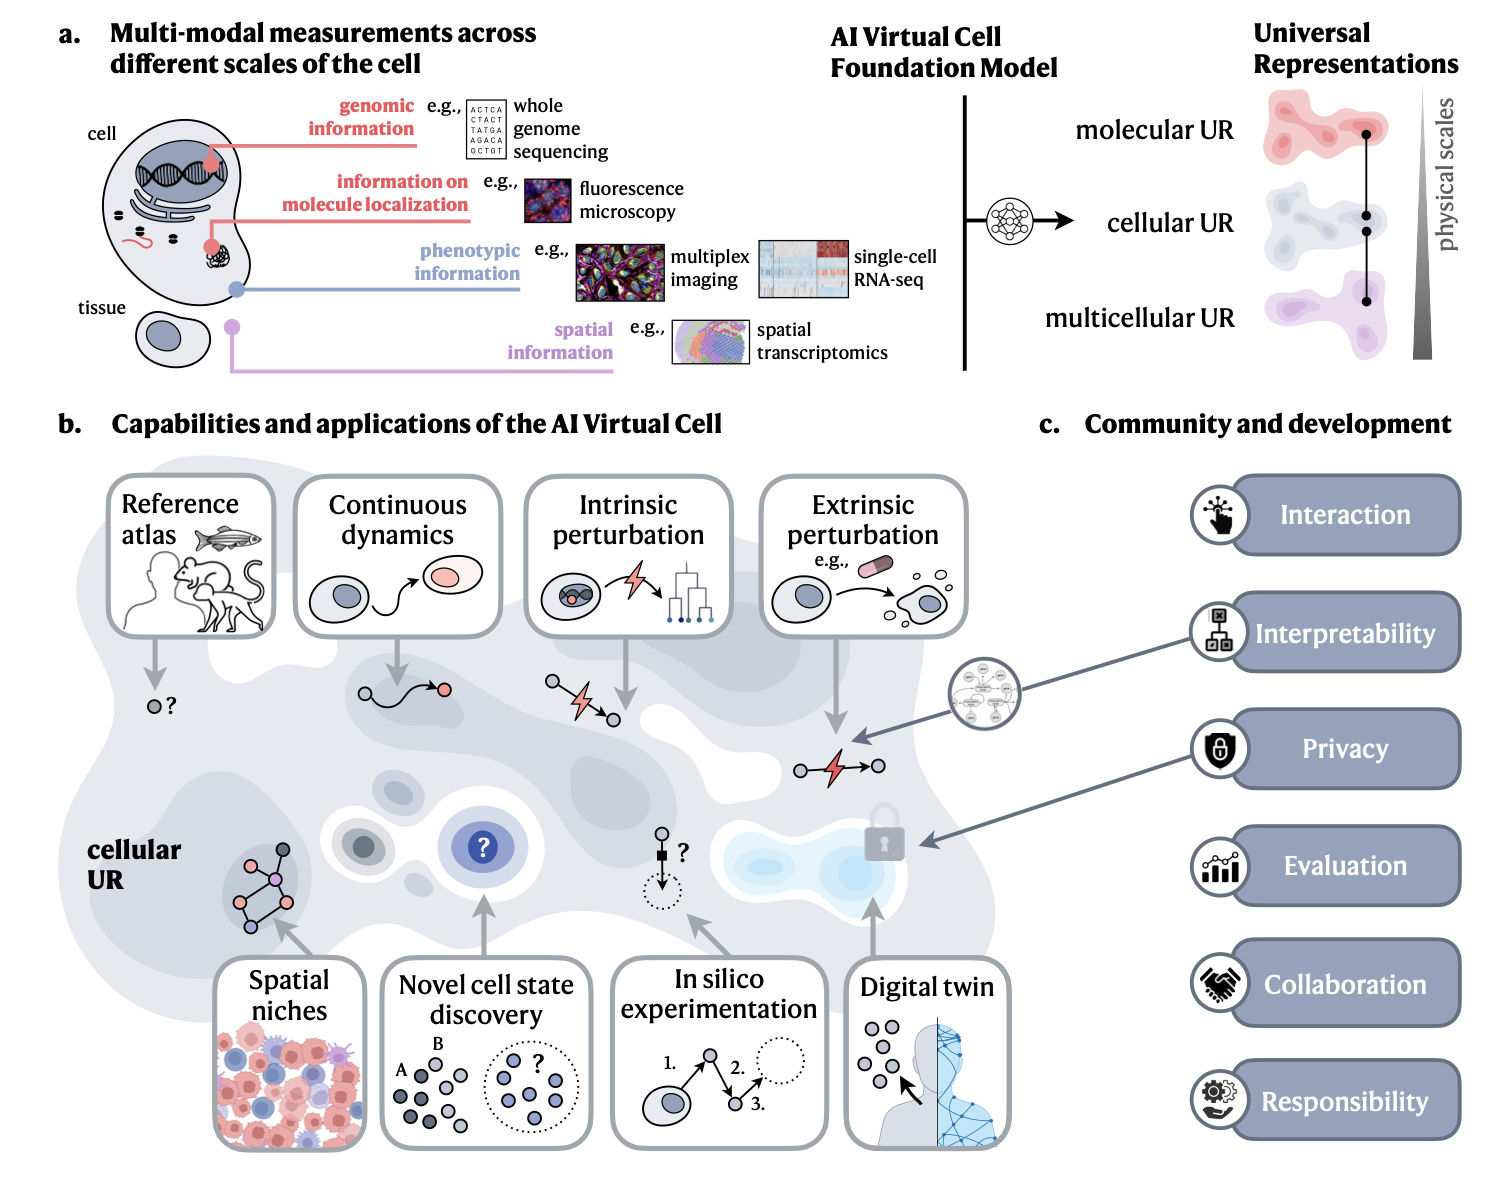 a. Multi-modal measurements across
different scales of the cell
AI Virtual Cell
Foundation Model
Universal
Representations
cell
genomic
information
e.g.,
ACTCA
CTACT
TATGA
AGACA
GCTGT
whole
genome
sequencing
information on
molecule localization
e.g.,
fluorescence
microscopy
phenotypic
information
e.g.,
multiplex
imaging
single-cell
RNA-seq
tissue
spatial
information
e.g.,
spatial
transcriptomics
molecular UR
cellular UR
multicellular UR
physical scales
b. Capabilities and applications of the AI Virtual Cell
Reference
atlas
Continuous
dynamics
Intrinsic
perturbation
Extrinsic
perturbation
e.g.,
?
cellular
UR
?
?
Spatial
niches
Novel cell state
discovery
A
B
?
In silico
experimentation
1.
2.
3.
Digital twin
c. Community and development
Interaction
Interpretability
Privacy
Evaluation
Collaboration
Responsibility